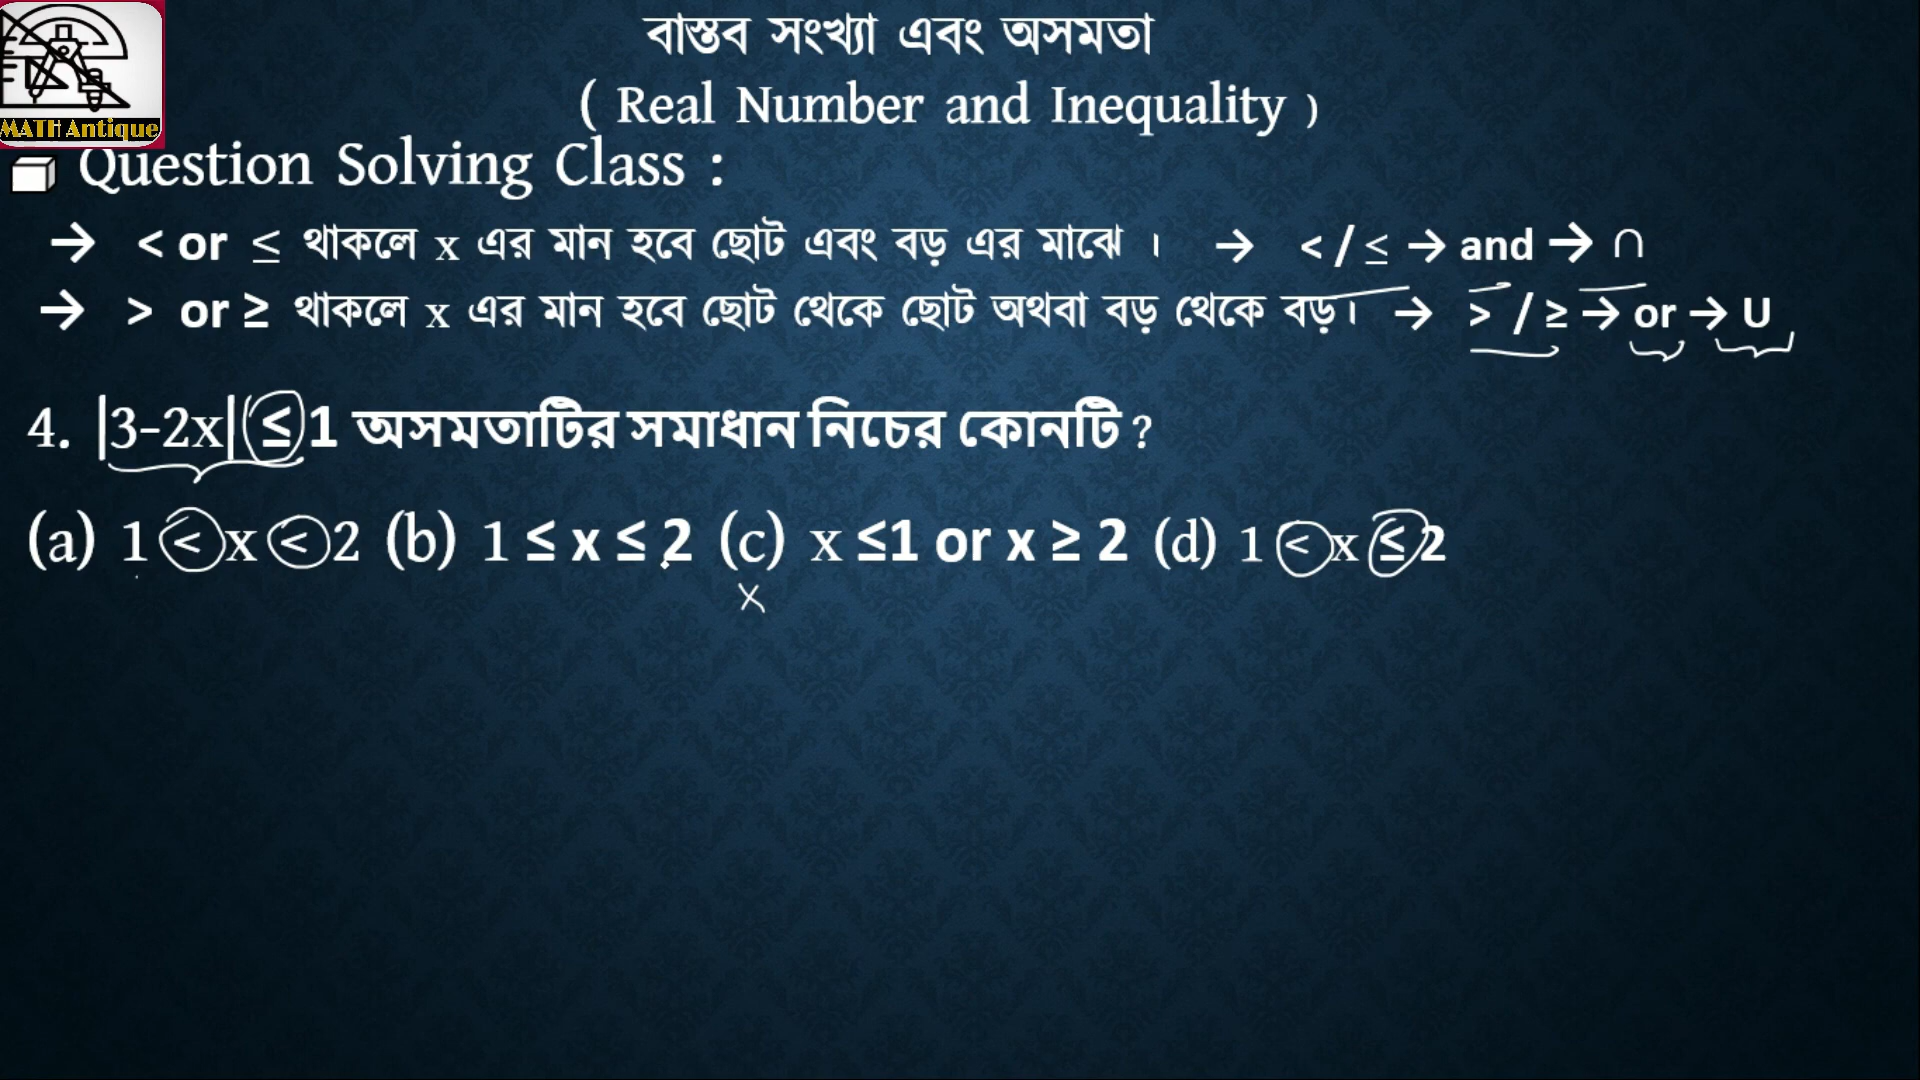 MATH Antique
বাস্তব সংখ্যা এবং অসমতা
( Real Number and Inequality )
Question Solving Class :
→ < or ≤ থাকলে x এর মান হবে ছোট এবং বড় এর মাঝে । → < / ≤ → and → ∩
→ > or ≥ থাকলে x এর মান হবে ছোট থেকে ছোট অথবা বড় থেকে বড়। → > / ≥ → or → U
4. |3-2x| ≤ 1 অসমতাটির সমাধান নিচের কোনটি ?
(a) 1 < x < 2 (b) 1 ≤ x ≤ 2 (c) x ≤1 or x ≥ 2 (d) 1 < x ≤ 2
x